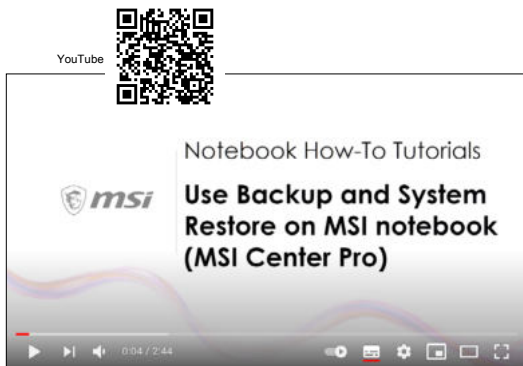 YouTube
Notebook How-To Tutorials
msi
Use Backup and System
Restore on MSI notebook
(MSI Center Pro)
0:04 / 2:44